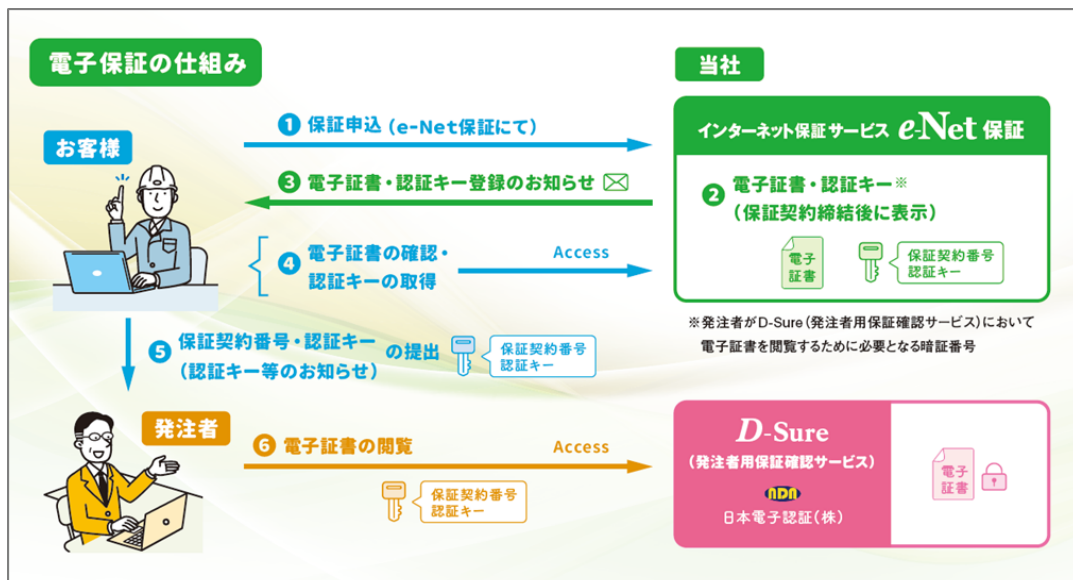 電子保証の仕組み
当社
お客様
❶ 保証申込(e-Net保証にて)
インターネット保証サービス e-Net 保証
❸ 電子証書・認証キー登録のお知らせ
❷ 電子証書・認証キー※
(保証契約締結後に表示)
❹ 電子証書の確認・
認証キーの取得
Access
電子
証書
保証契約番号
認証キー
※発注者がD-Sure(発注者用保証確認サービス)において
電子証書を閲覧するために必要となる暗証番号
❺ 保証契約番号・認証キー
(認証キー等のお知らせ)
の提出
保証契約番号
認証キー
発注者
❻ 電子証書の閲覧
Access
保証契約番号
認証キー
D-Sure
(発注者用保証確認サービス)
NDN
日本電子認証(株)
電子
証書